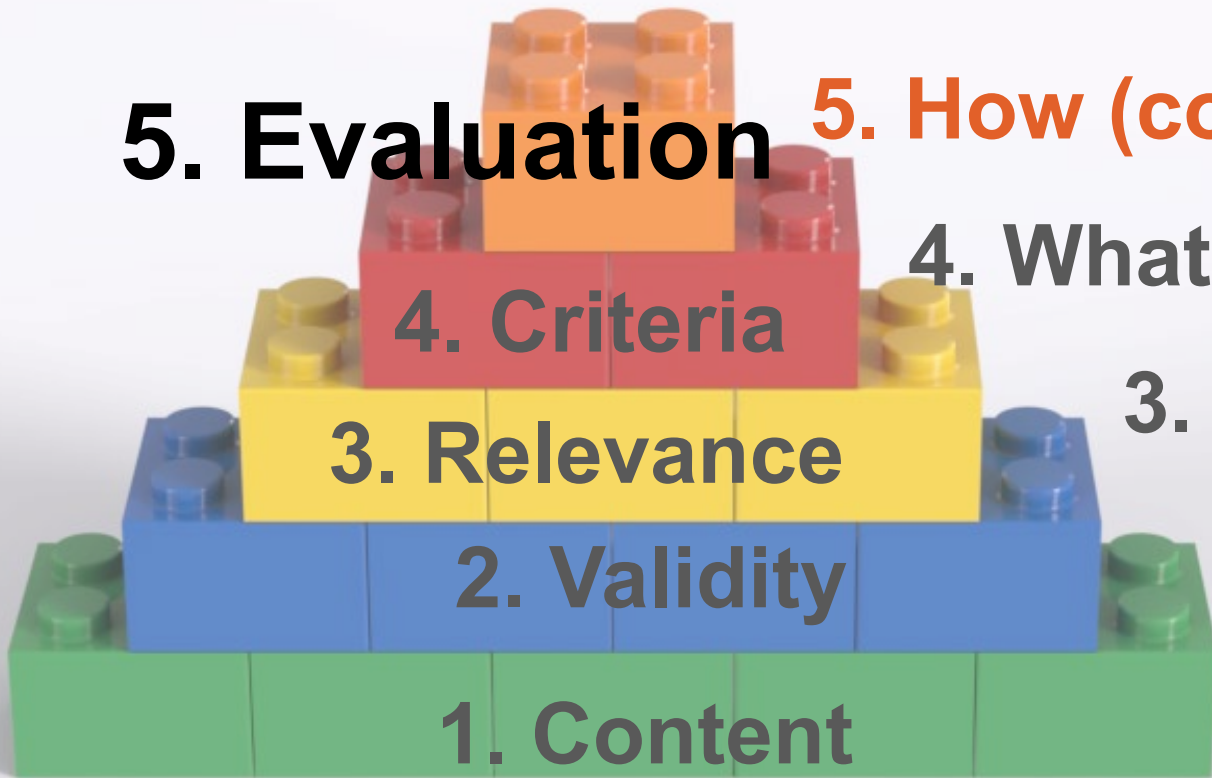 5. Evaluation
5. How (co
4. Criteria
4. What
3. Relevance
3.
2. Validity
1. Content